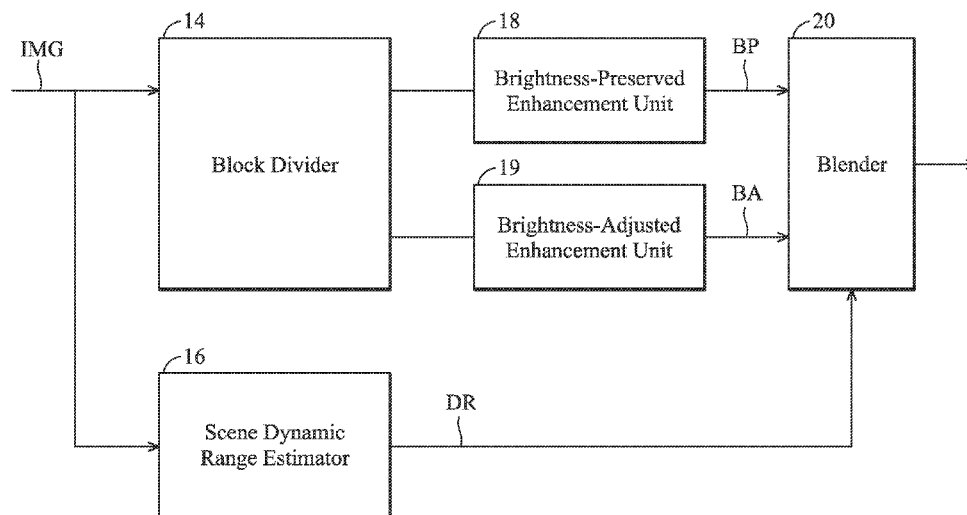 IMG
14
Block Divider
18
Brightness-Preserved
Enhancement Unit
BP
19
Brightness-Adjusted
Enhancement Unit
BA
20
Blender
16
Scene Dynamic
Range Estimator
DR